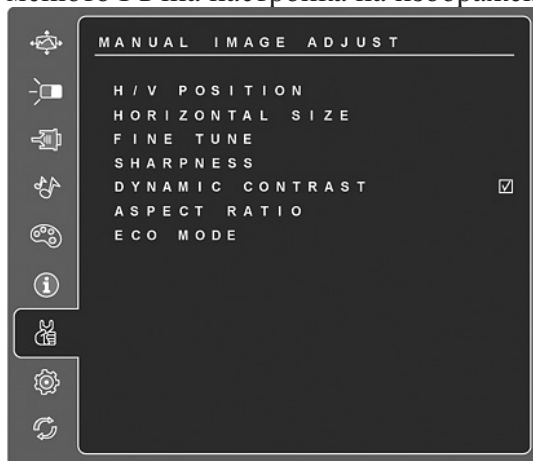 MANUAL IMAGE ADJUST
H/V POSITION
HORIZONTAL SIZE
FINE TUNE
SHARPNESS
DYNAMIC CONTRAST
ASPECT RATIO
ECO MODE